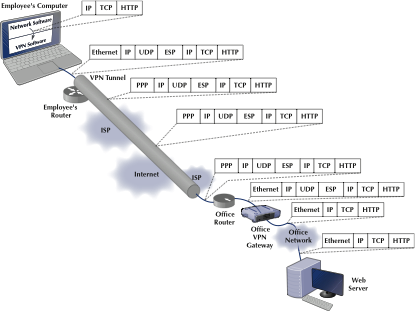 Employee's Computer
IP TCP HTTP
Network Software
VPN Software
Ethernet IP UDP ESP IP TCP HTTP
VPN Tunnel
PPP IP UDP ESP IP TCP HTTP
Employee's
Router
PPP IP UDP ESP IP TCP HTTP
ISP
Internet
ISP
PPP IP UDP ESP IP TCP HTTP
Ethernet IP UDP ESP IP TCP HTTP
Office
Router
Ethernet IP TCP HTTP
Office
VPN
Gateway
Office
Network
Ethernet IP TCP HTTP
Web
Server